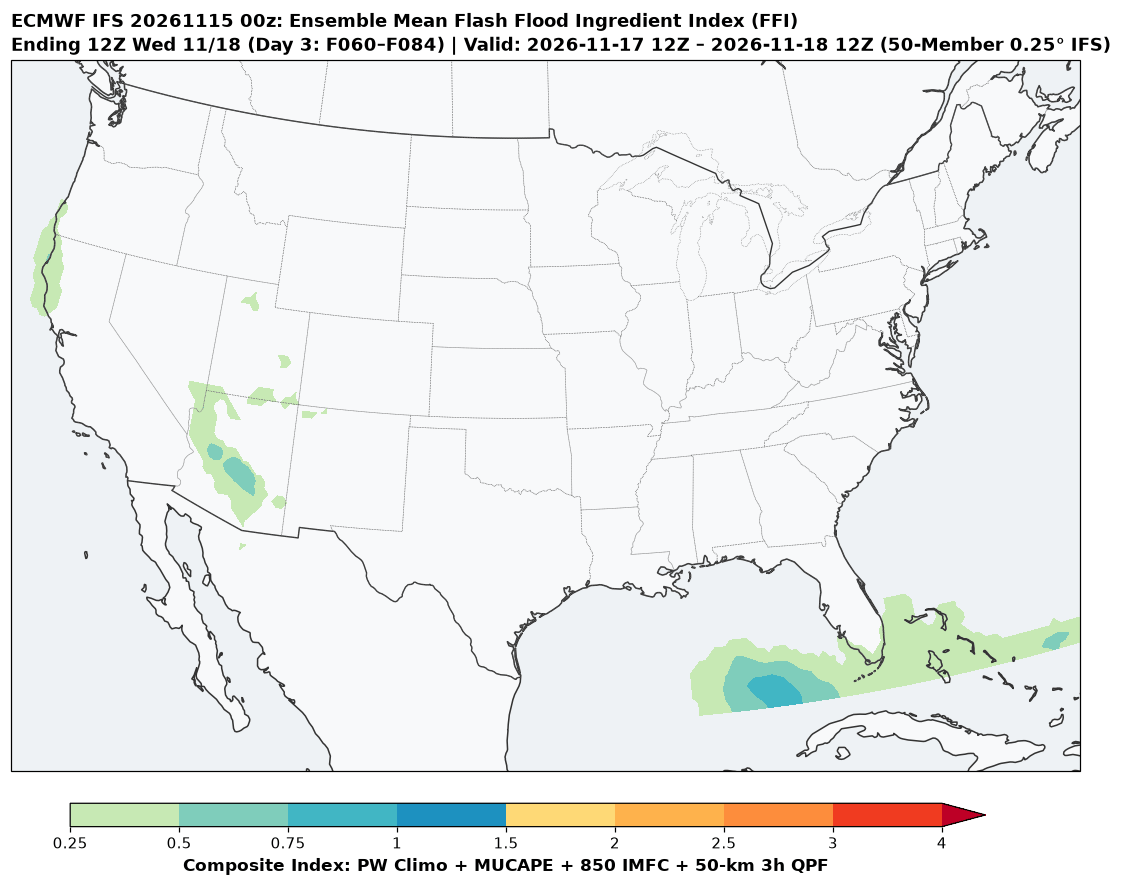 ECMWF IFS 20261115 00z: Ensemble Mean Flash Flood Ingredient Index (FFI)
Ending 12Z Wed 11/18 (Day 3: F060–F084) | Valid: 2026-11-17 12Z – 2026-11-18 12Z (50-Member 0.25° IFS)
0.25 0.5 0.75 1 1.5 2 2.5 3 4
Composite Index: PW Climo + MUCAPE + 850 IMFC + 50-km 3h QPF